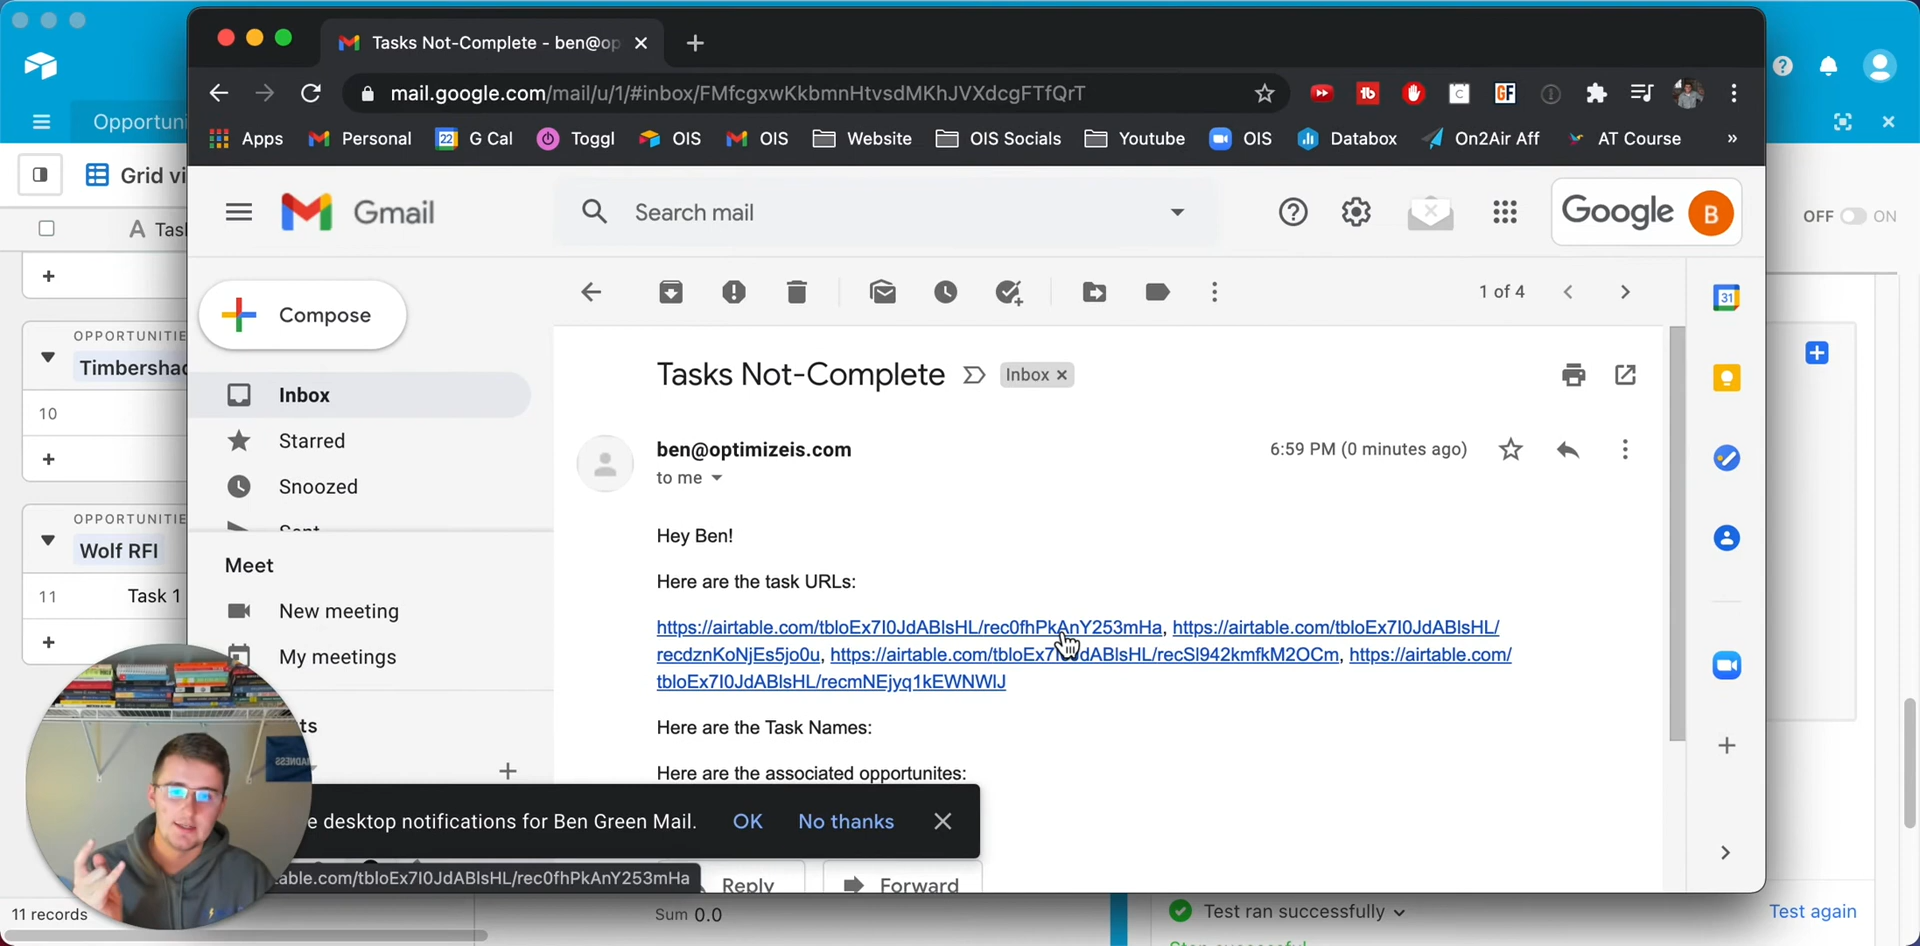 Tasks Not-Complete - ben@op
mail.google.com/mail/u/1/#inbox/FMfcgxwKkbmnHtvsdMKhJVXdcgFTfQrT
Opportuni
Apps
Personal
22
G Cal
Toggl
OIS
OIS
Website
OIS Socials
Youtube
OIS
Databox
On2Air Aff
AT Course
»
Grid vi
Gmail
Search mail
Google
B
OFF
ON
Task
Compose
1 of 4
31
OPPORTUNITIE
Timbershad
Tasks Not-Complete
Inbox
Inbox
10
Starred
ben@optimizeis.com
6:59 PM (0 minutes ago)
to me
Snoozed
OPPORTUNITIE
Wolf RFI
Hey Ben!
Meet
Here are the task URLs:
11
Task 1
New meeting
https://airtable.com/tbloEx7I0JdABlsHL/rec0fhPkAnY253mHa, https://airtable.com/tbloEx7I0JdABlsHL/
recdznKoNjEs5jo0u, https://airtable.com/tbloEx7I0JdABlsHL/recSl942kmfkM2OCm, https://airtable.com/
tbloEx7I0JdABlsHL/recmNEjyq1kEWNWlJ
My meetings
Here are the Task Names:
Here are the associated opportunites:
e desktop notifications for Ben Green Mail.
OK
No thanks
table.com/tbloEx7I0JdABlsHL/rec0fhPkAnY253mHa
Reply
Forward
11 records
Sum 0.0
Test ran successfully
Test again